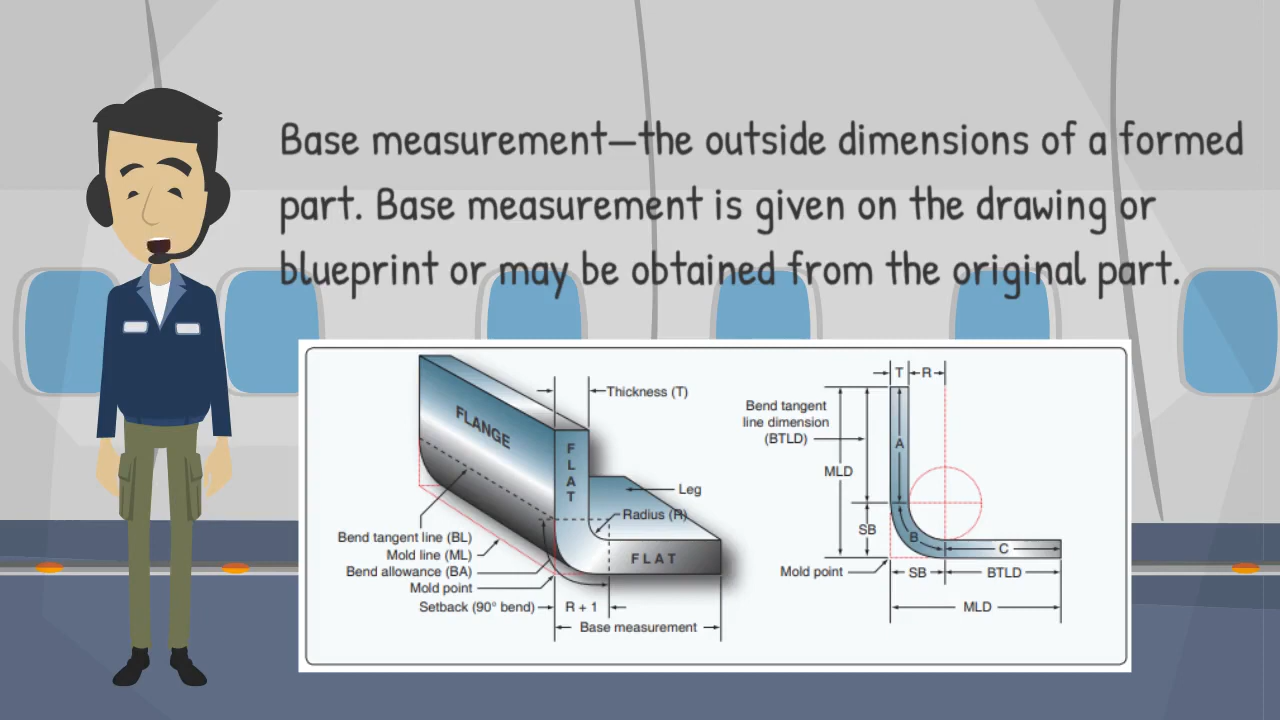 Base measurement—the outside dimensions of a formed
part. Base measurement is given on the drawing or
blueprint or may be obtained from the original part.
FLANGE
FLAT
Thickness (T)
Leg
Radius (R)
FLAT
Bend tangent line (BL)
Mold line (ML)
Bend allowance (BA)
Mold point
Setback (90° bend)
R + 1
Base measurement
T
R
Bend tangent
line dimension
(BTLD)
A
MLD
SB
B
C
Mold point
SB
BTLD
MLD